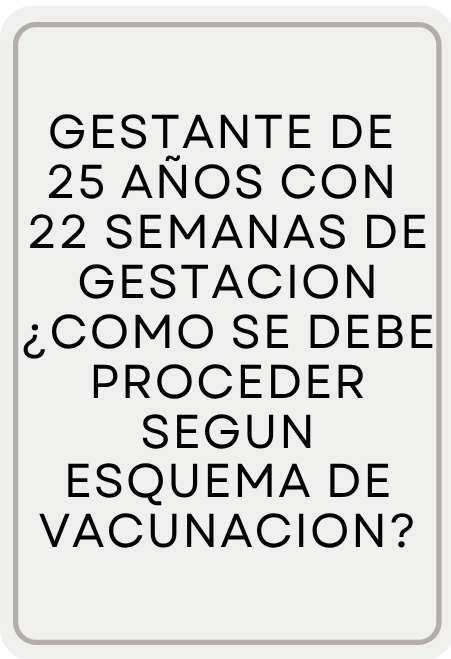 GESTANTE DE
25 AÑOS CON
22 SEMANAS DE
GESTACION
¿COMO SE DEBE
PROCEDER
SEGUN
ESQUEMA DE
VACUNACION?